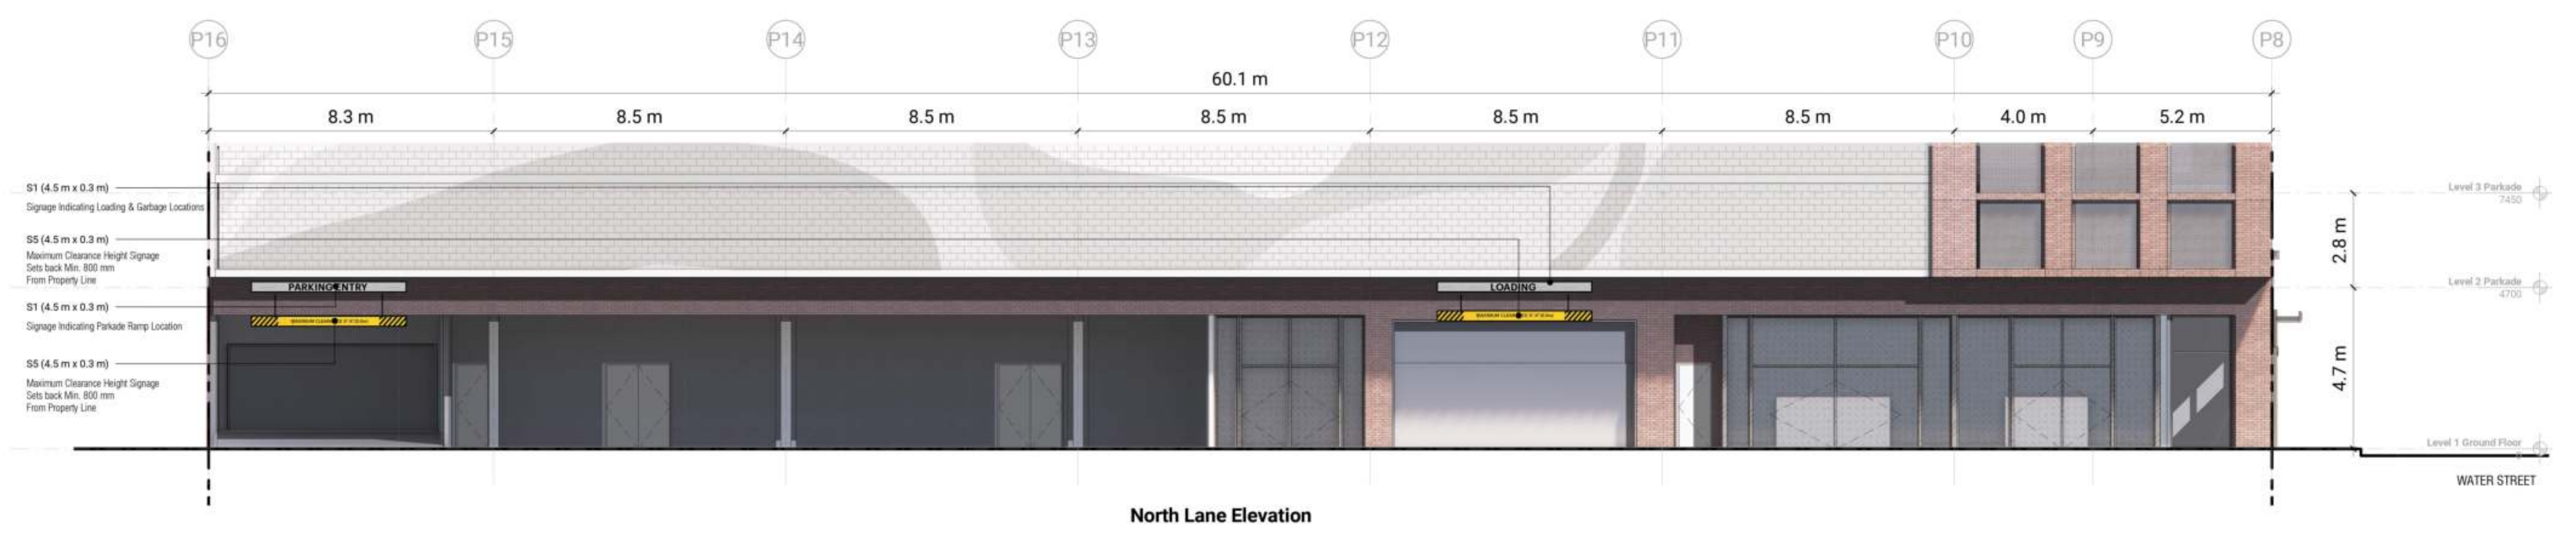 P16 P15 P14 P13 P12 P11 P10 P9 P8
60.1 m
8.3 m 8.5 m 8.5 m 8.5 m 8.5 m 8.5 m 4.0 m 5.2 m
S1 (4.5 m x 0.3 m)
Signage Indicating Loading & Garbage Locations
S5 (4.5 m x 0.3 m)
Maximum Clearance Height Signage
Sets back Min. 800 mm
From Property Line
S1 (4.5 m x 0.3 m)
Signage Indicating Parkade Ramp Location
S5 (4.5 m x 0.3 m)
Maximum Clearance Height Signage
Sets back Min. 800 mm
From Property Line
PARKING ENTRY
LOADING
Level 3 Parkade
7450
2.8 m
Level 2 Parkade
4700
4.7 m
Level 1 Ground Floor
WATER STREET
North Lane Elevation